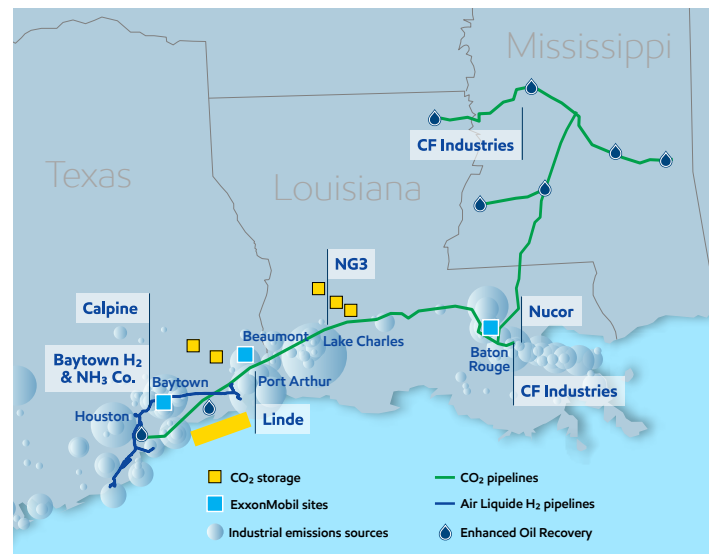 Mississippi
CF Industries
Texas
Louisiana
NG3
Calpine
Nucor
Beaumont
Lake Charles
Baytown H₂
& NH₃ Co.
Baton
Rouge
Baytown
Port Arthur
CF Industries
Houston
Linde
CO₂ storage
CO₂ pipelines
ExxonMobil sites
Air Liquide H₂ pipelines
Industrial emissions sources
Enhanced Oil Recovery